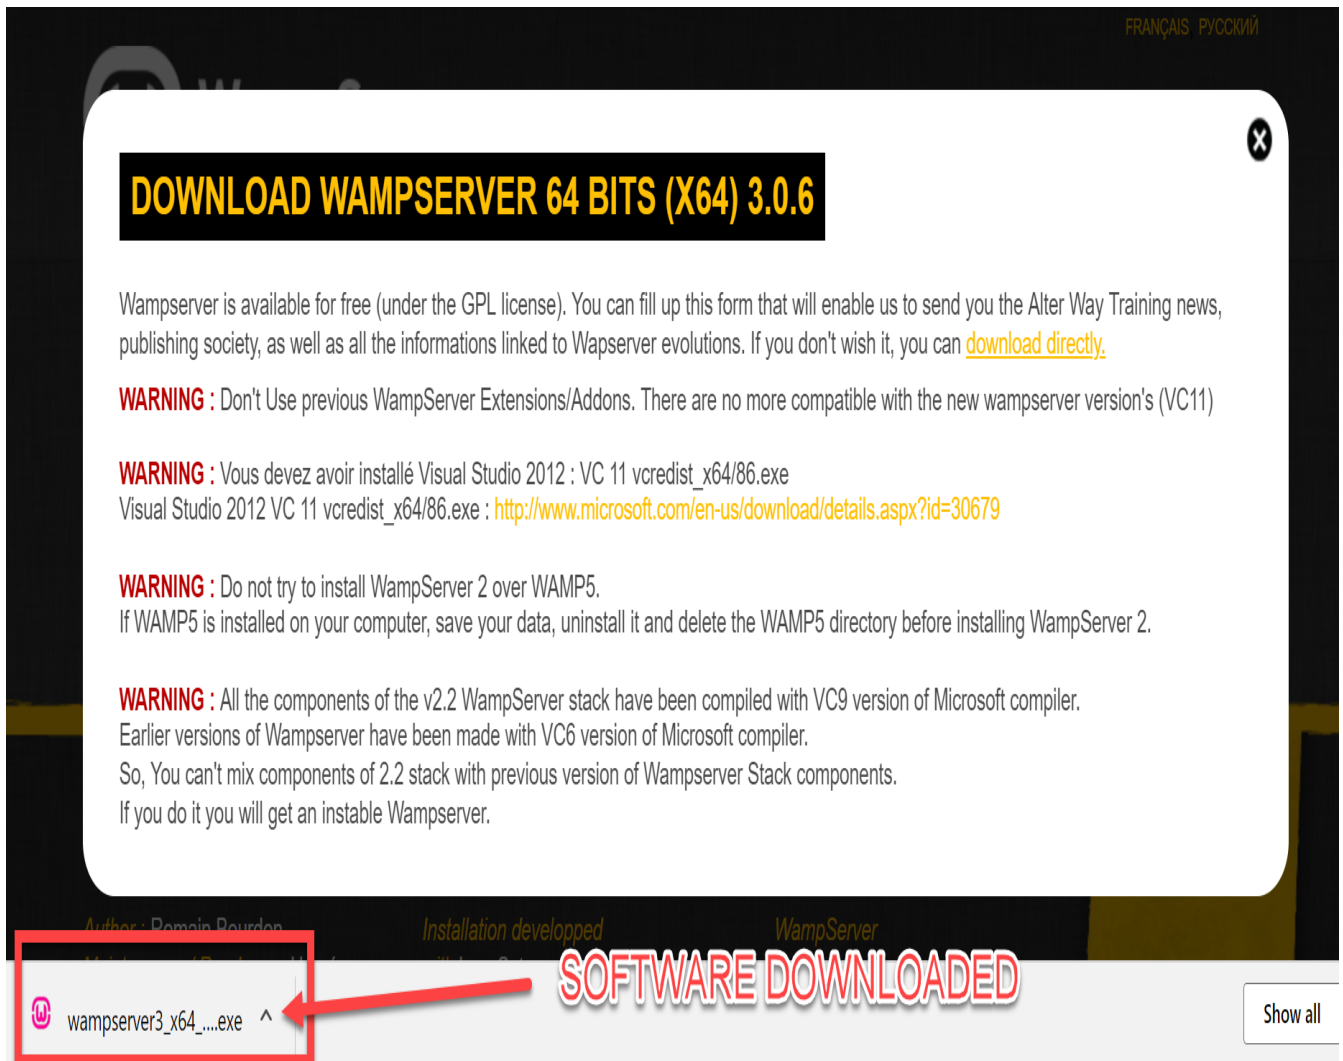 FRANÇAIS РУССКИЙ
DOWNLOAD WAMPSERVER 64 BITS (X64) 3.0.6
Wampserver is available for free (under the GPL license). You can fill up this form that will enable us to send you the Alter Way Training news,
publishing society, as well as all the informations linked to Wapserver evolutions. If you don't wish it, you can download directly.
WARNING : Don't Use previous WampServer Extensions/Addons. There are no more compatible with the new wampserver version's (VC11)
WARNING : Vous devez avoir installé Visual Studio 2012 : VC 11 vcredist_x64/86.exe
Visual Studio 2012 VC 11 vcredist_x64/86.exe : http://www.microsoft.com/en-us/download/details.aspx?id=30679
WARNING : Do not try to install WampServer 2 over WAMP5.
If WAMP5 is installed on your computer, save your data, uninstall it and delete the WAMP5 directory before installing WampServer 2.
WARNING : All the components of the v2.2 WampServer stack have been compiled with VC9 version of Microsoft compiler.
Earlier versions of Wampserver have been made with VC6 version of Microsoft compiler.
So, You can't mix components of 2.2 stack with previous version of Wampserver Stack components.
If you do it you will get an instable Wampserver.
Author : Romain Bourdon Installation developped WampServer
SOFTWARE DOWNLOADED
wampserver3_x64_....exe
Show all